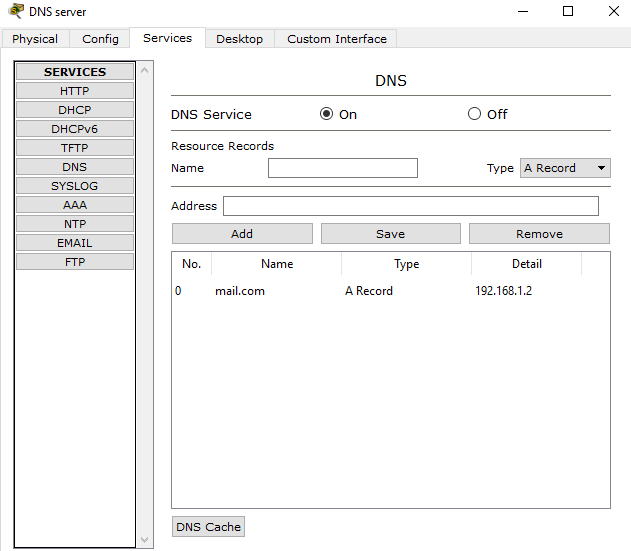 DNS server
Physical Config Services Desktop Custom Interface
SERVICES
HTTP
DHCP
DHCPv6
TFTP
DNS
SYSLOG
AAA
NTP
EMAIL
FTP
DNS
DNS Service On Off
Resource Records
Name Type A Record
Address
Add Save Remove
No. Name Type Detail
0 mail.com A Record 192.168.1.2
DNS Cache